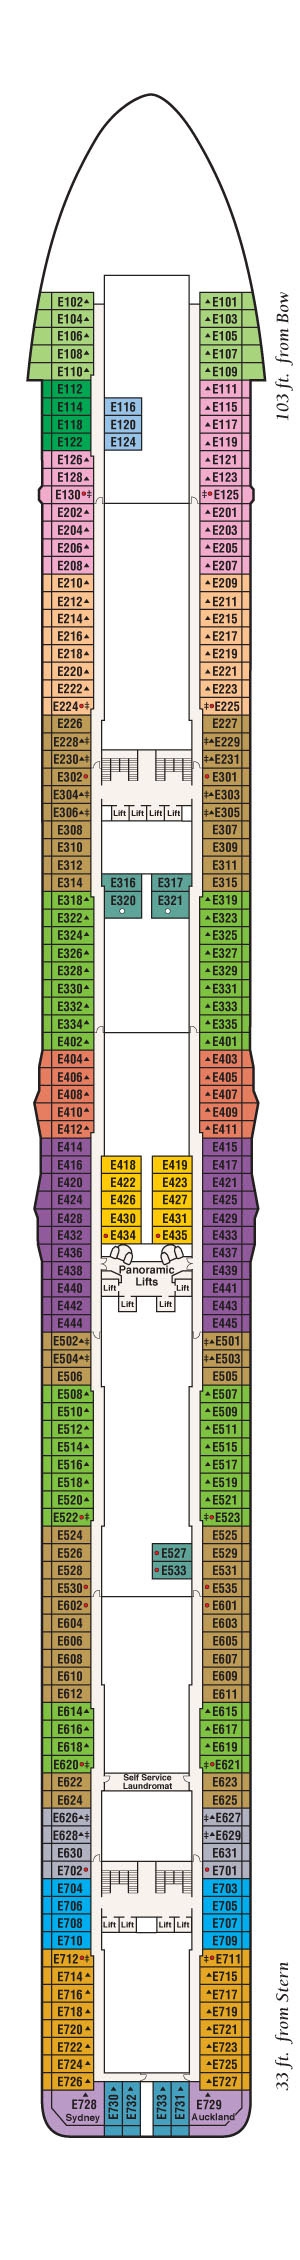 E102 E101
E104 E103
E106 E105
E108 E107
E110 E109
103 ft. from Bow
E112 E111
E114 E116 E115
E118 E120 E117
E122 E124 E119
E126 E121
E128 E123
E130 E125
E202 E201
E204 E203
E206 E205
E208 E207
E210 E209
E212 E211
E214 E215
E216 E217
E218 E219
E220 E221
E222 E223
E224 E225
E226 E227
E228 E229
E230 E231
E302 E301
E304 E303
E306 Lift Lift Lift Lift E305
E308 E307
E310 E309
E312 E311
E314 E316 E317 E315
E318 E320 E321 E319
E322 E323
E324 E325
E326 E327
E328 E329
E330 E331
E332 E333
E334 E335
E402 E401
E404 E403
E406 E405
E408 E407
E410 E409
E412 E411
E414 E415
E416 E418 E419 E417
E420 E422 E423 E421
E424 E426 E427 E425
E428 E430 E431 E429
E432 E434 E435 E433
E436 E437
E438 Panoramic E439
Lifts
E440 Lift Lift E441
E442 Lift Lift E443
E444 E445
E502 E501
E504 E503
E506 E505
E508 E507
E510 E509
E512 E511
E514 E515
E516 E517
E518 E519
E520 E521
E522 E523
E524 E525
E526 E527 E529
E528 E533 E531
E530 E535
E602 E601
E604 E603
E606 E605
E608 E607
E610 E609
E612 E611
E614 E615
E616 E617
E618 E619
E620 E621
E622 Self Service E623
Laundromat
E624 E625
E626 E627
E628 E629
E630 E631
E702 E701
E704 E703
E706 E705
E708 Lift Lift Lift Lift E707
E710 E709
E712 E711
E714 E715
E716 E717
E718 E719
E720 E721
E722 E723
E724 E725
E726 E727
33 ft. from Stern
E728 E730 E732 E733 E731 E729
Sydney Auckland